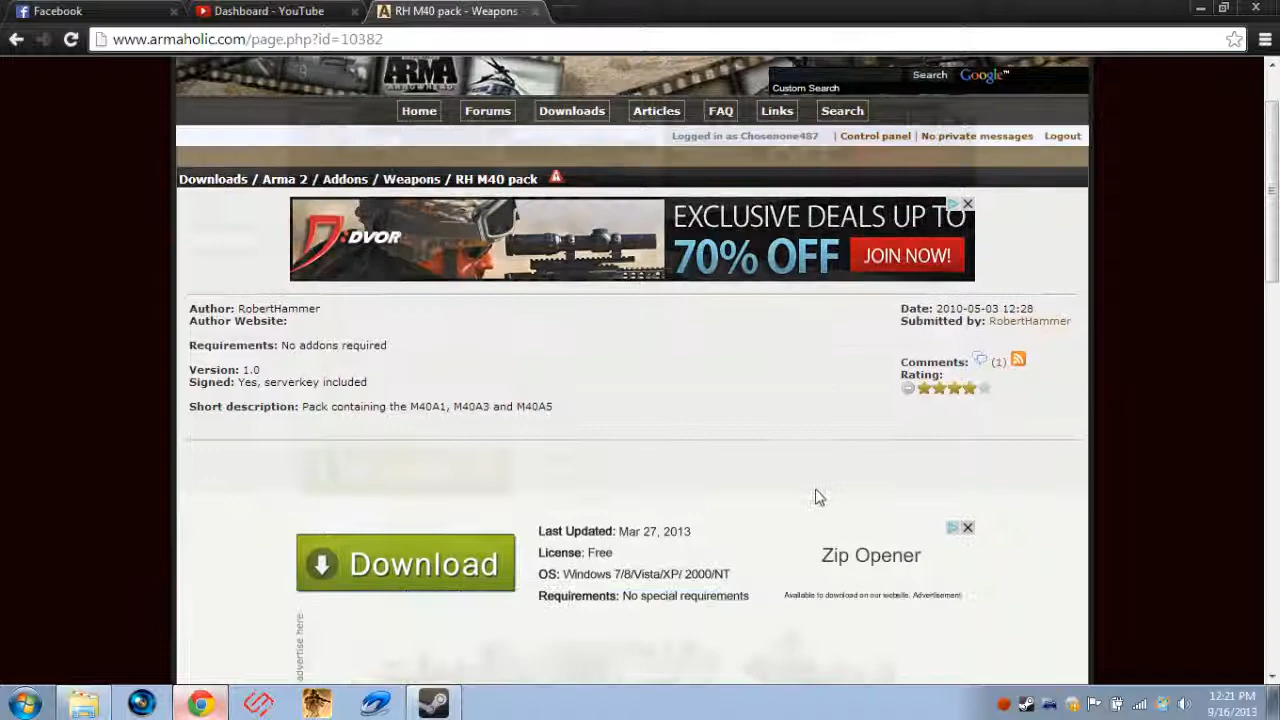 Facebook
Dashboard - YouTube
RH M40 pack - Weapons -
www.armaholic.com/page.php?id=10382
ARMA
ARROWHEAD
Search Google™
Custom Search
Home Forums Downloads Articles FAQ Links Search
Logged in as Chosenone487 | Control panel | No private messages Logout
Downloads / Arma 2 / Addons / Weapons / RH M40 pack
DVOR
EXCLUSIVE DEALS UP TO
70% OFF JOIN NOW!
Author: RobertHammer
Author Website:
Requirements: No addons required
Version: 1.0
Signed: Yes, serverkey included
Short description: Pack containing the M40A1, M40A3 and M40A5
Date: 2010-05-03 12:28
Submitted by: RobertHammer
Comments: (1)
Rating:
Download
Last Updated: Mar 27, 2013
License: Free
OS: Windows 7/8/Vista/XP/ 2000/NT
Requirements: No special requirements
Zip Opener
Available to download on our website. Advertisement
advertise here
12:21 PM
9/16/2013